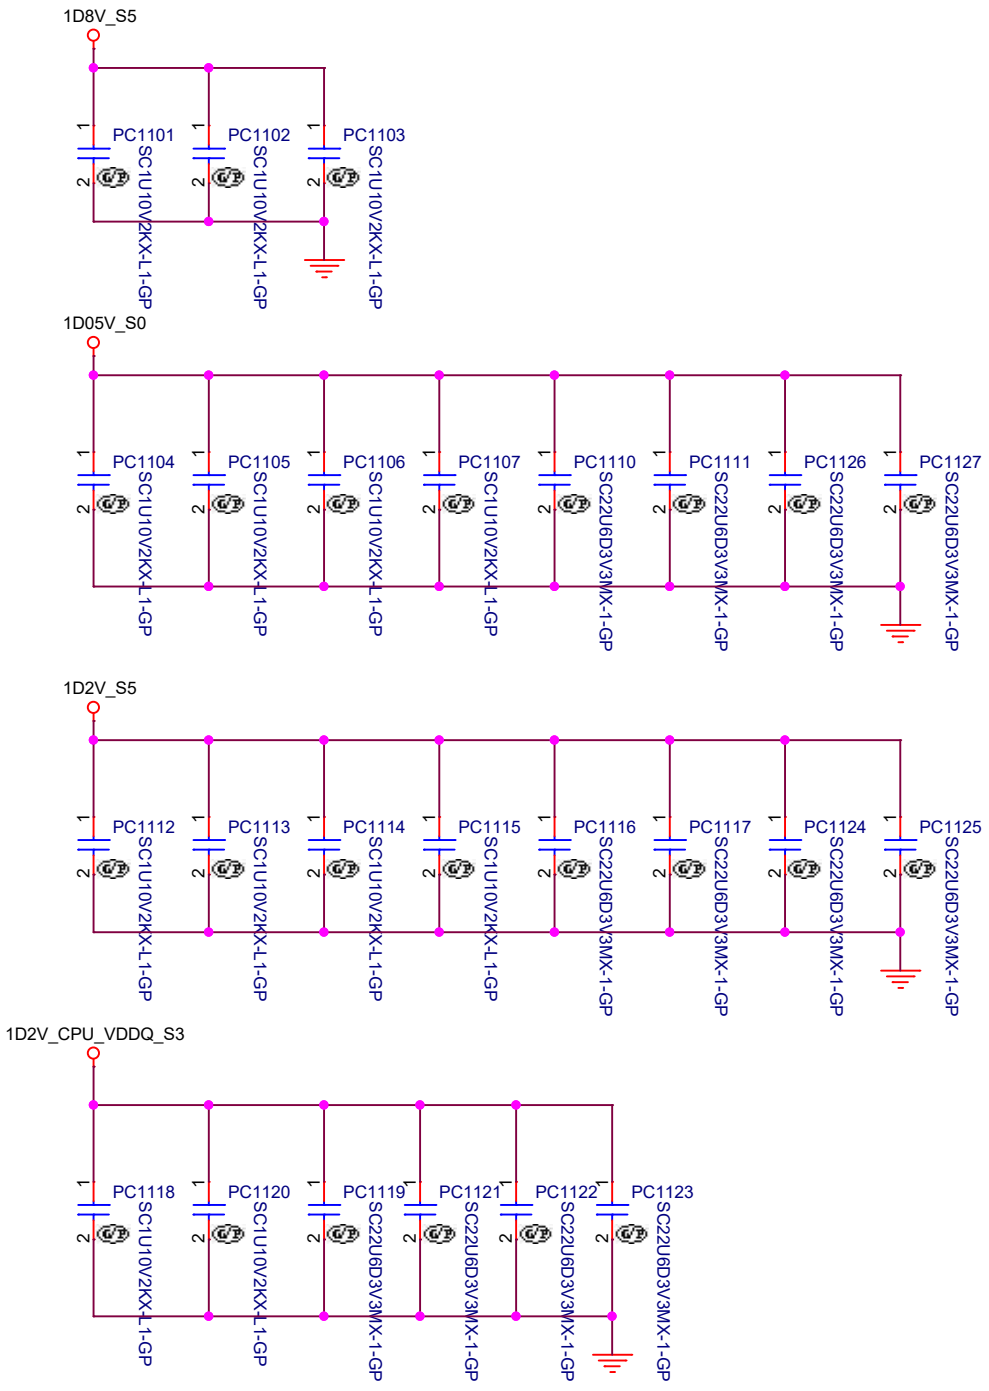 1D8V_S5
1 1 1
PC1101 PC1102 PC1103
SC1U10V2KX-L1-GP SC1U10V2KX-L1-GP SC1U10V2KX-L1-GP
2 G/P 2 G/P 2 G/P
1D05V_S0
1 1 1 1 1 1 1 1
PC1104 PC1105 PC1106 PC1107 PC1110 PC1111 PC1126 PC1127
SC1U10V2KX-L1-GP SC1U10V2KX-L1-GP SC1U10V2KX-L1-GP SC1U10V2KX-L1-GP SC22U6D3V3MX-1-GP SC22U6D3V3MX-1-GP SC22U6D3V3MX-1-GP SC22U6D3V3MX-1-GP
2 G/P 2 G/P 2 G/P 2 G/P 2 G/P 2 G/P 2 G/P 2 G/P
1D2V_S5
1 1 1 1 1 1 1 1
PC1112 PC1113 PC1114 PC1115 PC1116 PC1117 PC1124 PC1125
SC1U10V2KX-L1-GP SC1U10V2KX-L1-GP SC1U10V2KX-L1-GP SC1U10V2KX-L1-GP SC22U6D3V3MX-1-GP SC22U6D3V3MX-1-GP SC22U6D3V3MX-1-GP SC22U6D3V3MX-1-GP
2 G/P 2 G/P 2 G/P 2 G/P 2 G/P 2 G/P 2 G/P 2 G/P
1D2V_CPU_VDDQ_S3
1 1 1 1 1 1
PC1118 PC1120 PC1119 PC1121 PC1122 PC1123
SC1U10V2KX-L1-GP SC1U10V2KX-L1-GP SC22U6D3V3MX-1-GP SC22U6D3V3MX-1-GP SC22U6D3V3MX-1-GP SC22U6D3V3MX-1-GP
2 G/P 2 G/P 2 G/P 2 G/P 2 G/P 2 G/P